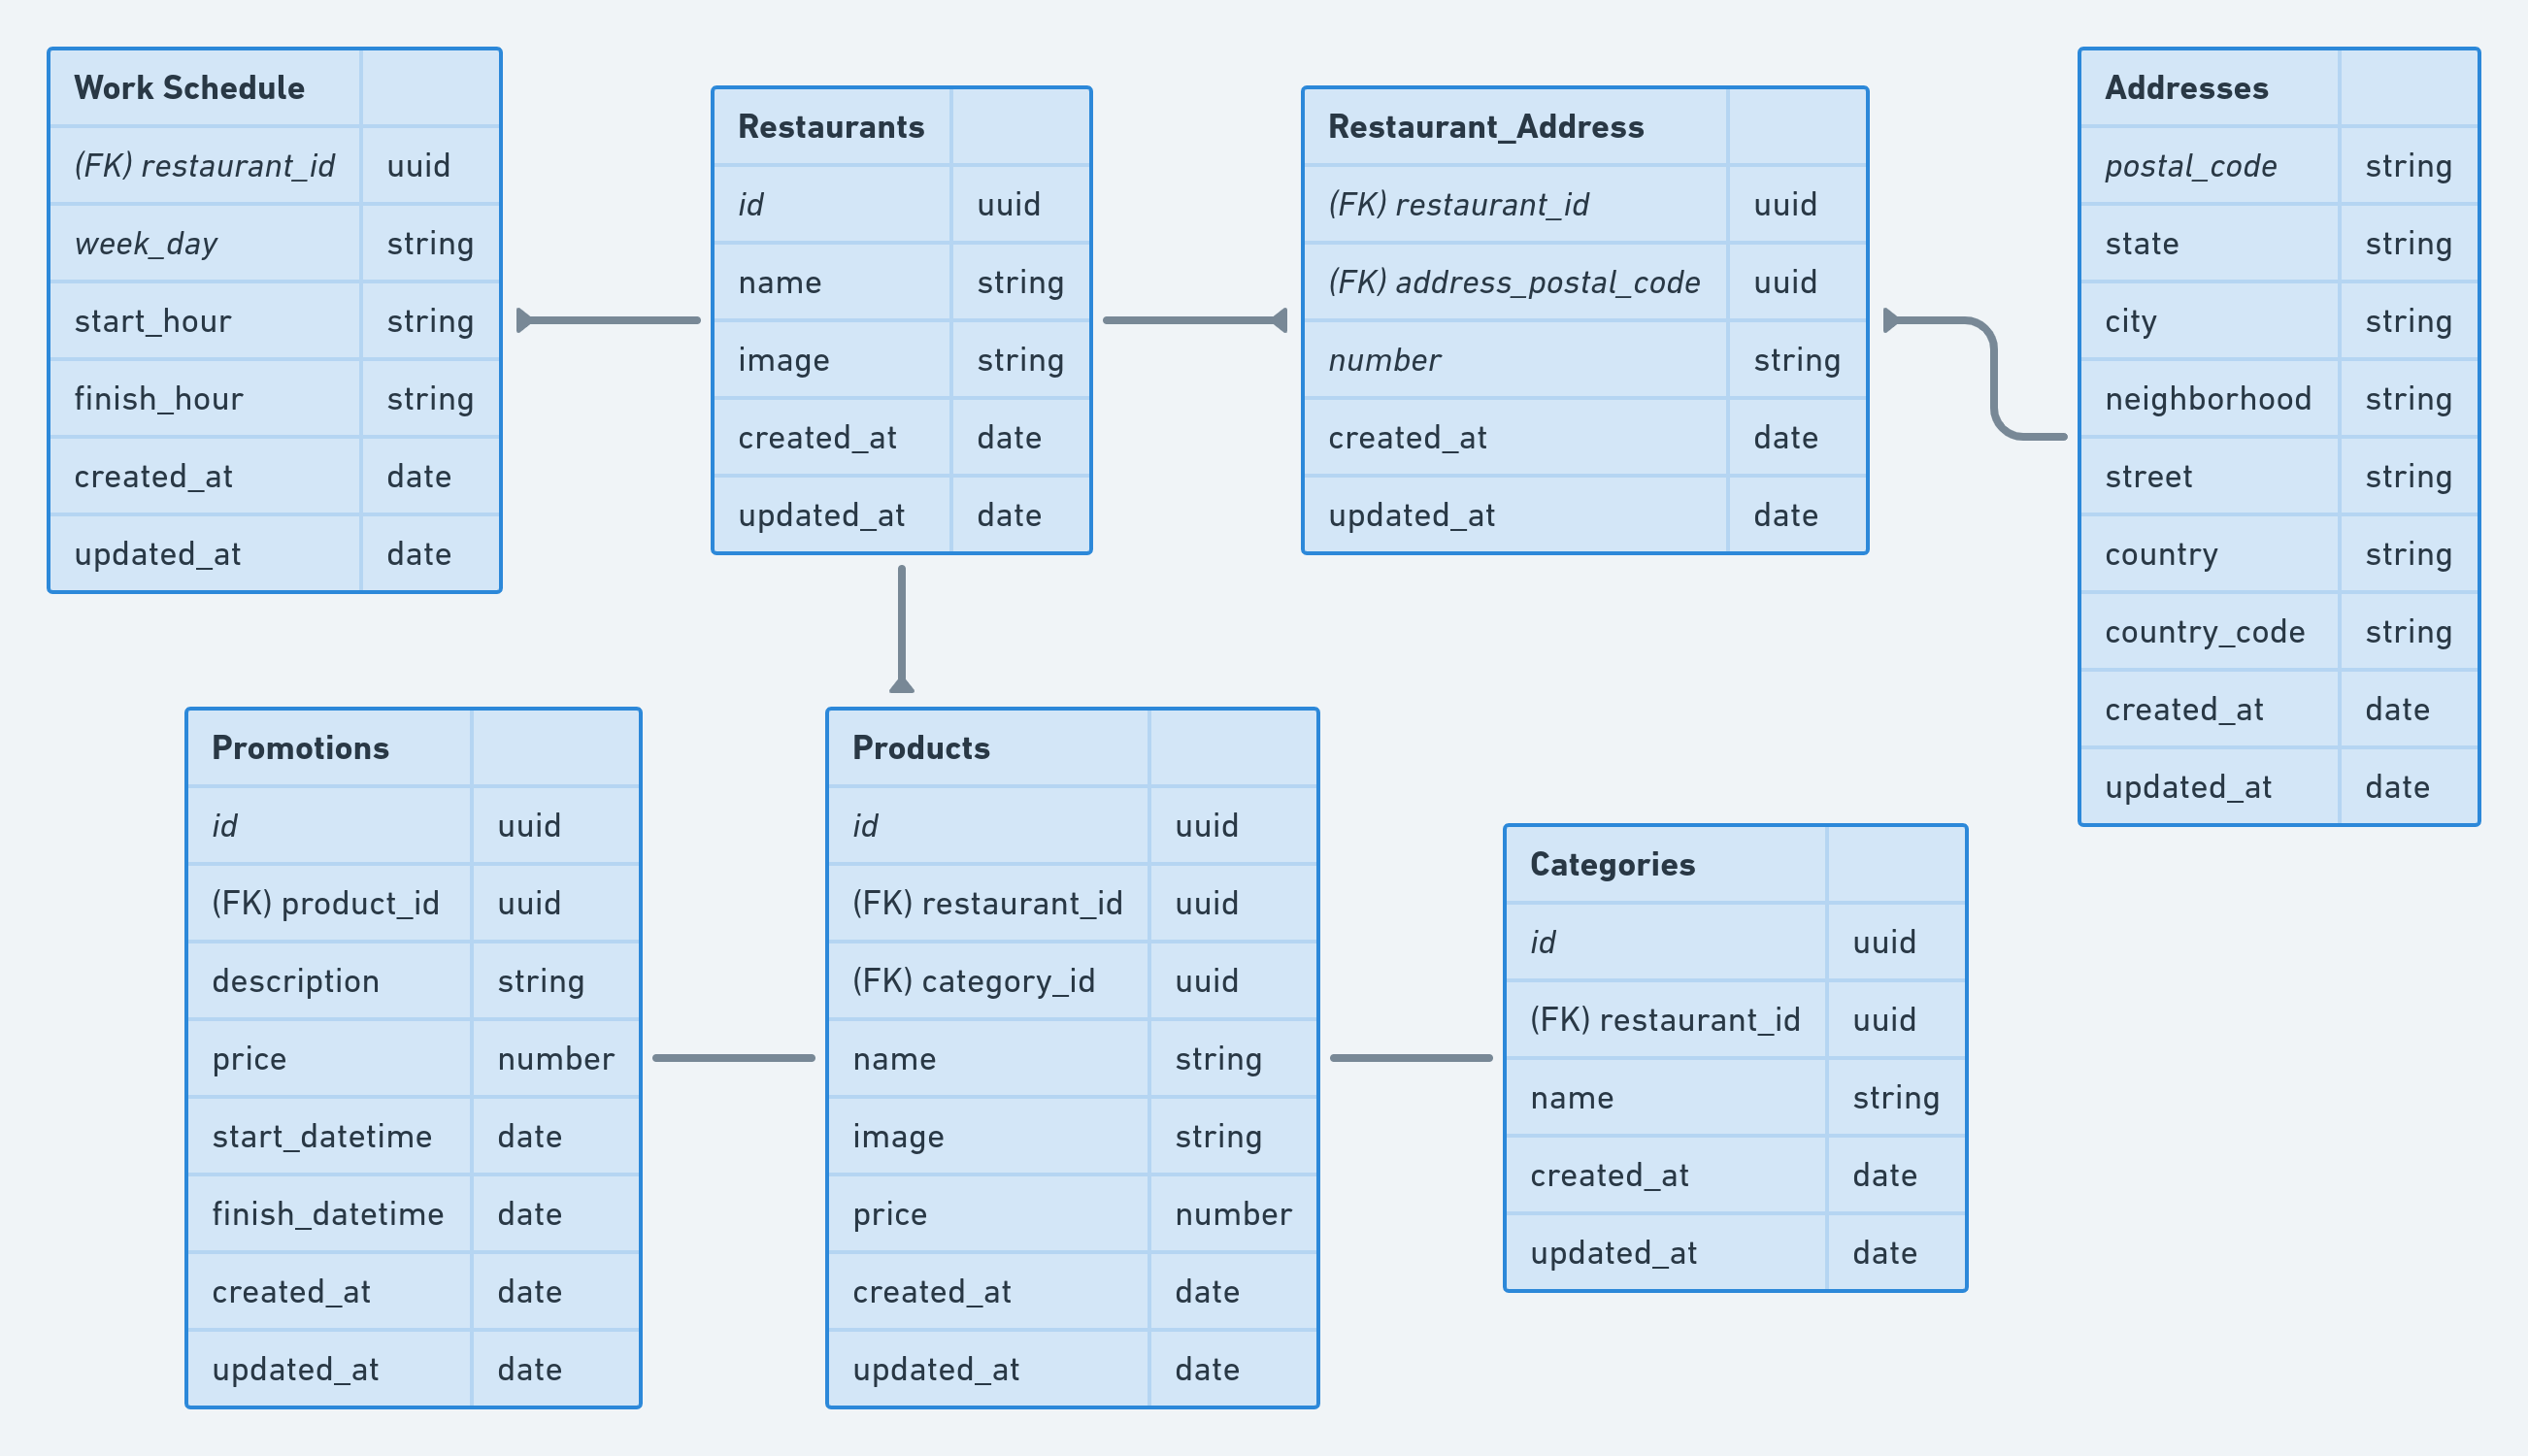 Work Schedule
(FK) restaurant_id uuid
week_day string
start_hour string
finish_hour string
created_at date
updated_at date
Restaurants
id uuid
name string
image string
created_at date
updated_at date
Restaurant_Address
(FK) restaurant_id uuid
(FK) address_postal_code uuid
number string
created_at date
updated_at date
Addresses
postal_code string
state string
city string
neighborhood string
street string
country string
country_code string
created_at date
updated_at date
Promotions
id uuid
(FK) product_id uuid
description string
price number
start_datetime date
finish_datetime date
created_at date
updated_at date
Products
id uuid
(FK) restaurant_id uuid
(FK) category_id uuid
name string
image string
price number
created_at date
updated_at date
Categories
id uuid
(FK) restaurant_id uuid
name string
created_at date
updated_at date